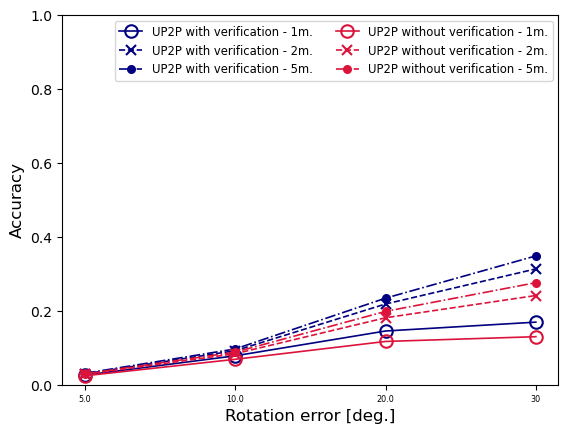 1.0
UP2P with verification - 1m.
UP2P with verification - 2m.
UP2P with verification - 5m.
UP2P without verification - 1m.
UP2P without verification - 2m.
UP2P without verification - 5m.
0.8
0.6
0.4
0.2
0.0
Accuracy
5.0 10.0 20.0 30
Rotation error [deg.]